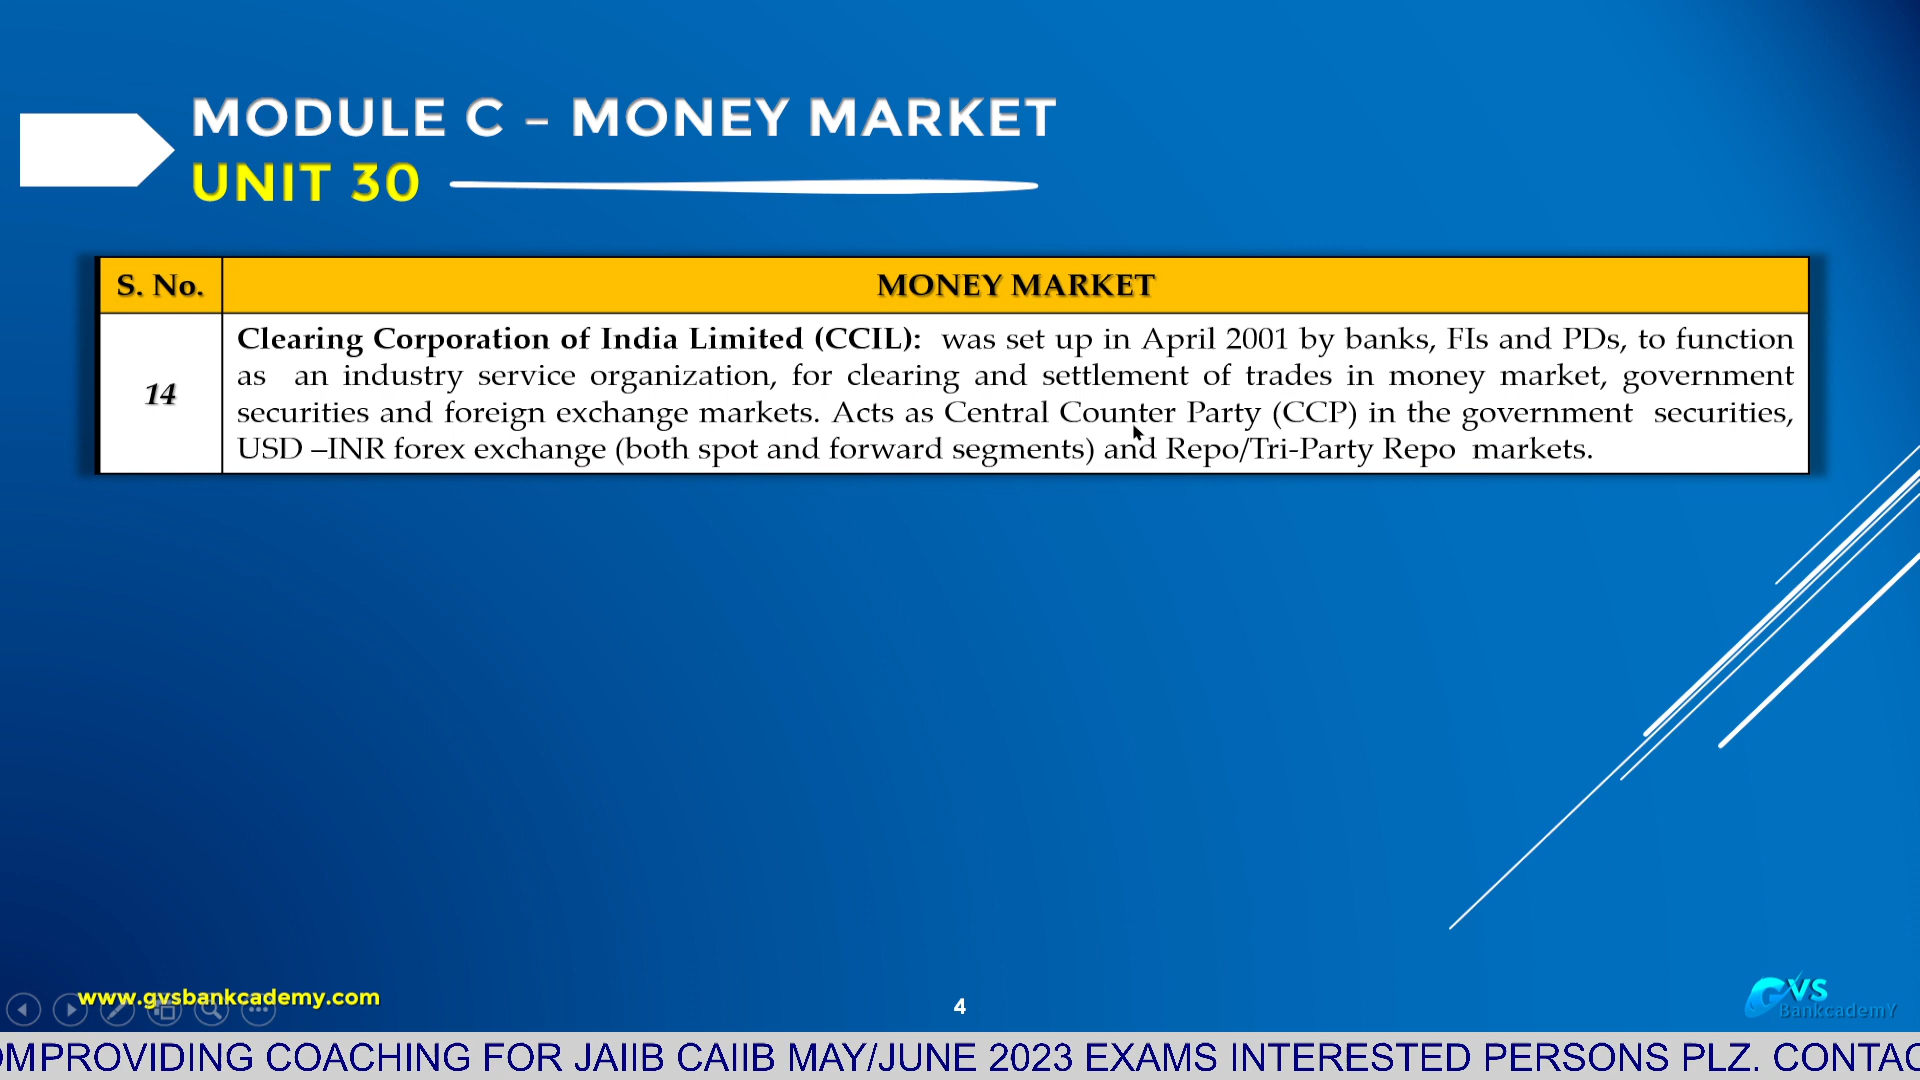 MODULE C – MONEY MARKET
UNIT 30
S. No. MONEY MARKET
14
Clearing Corporation of India Limited (CCIL): was set up in April 2001 by banks, FIs and PDs, to function
as an industry service organization, for clearing and settlement of trades in money market, government
securities and foreign exchange markets. Acts as Central Counter Party (CCP) in the government securities,
USD –INR forex exchange (both spot and forward segments) and Repo/Tri-Party Repo markets.
www.gvsbankcademy.com
4
GVS
BankcademY
OMPROVIDING COACHING FOR JAIIB CAIIB MAY/JUNE 2023 EXAMS INTERESTED PERSONS PLZ. CONTAC